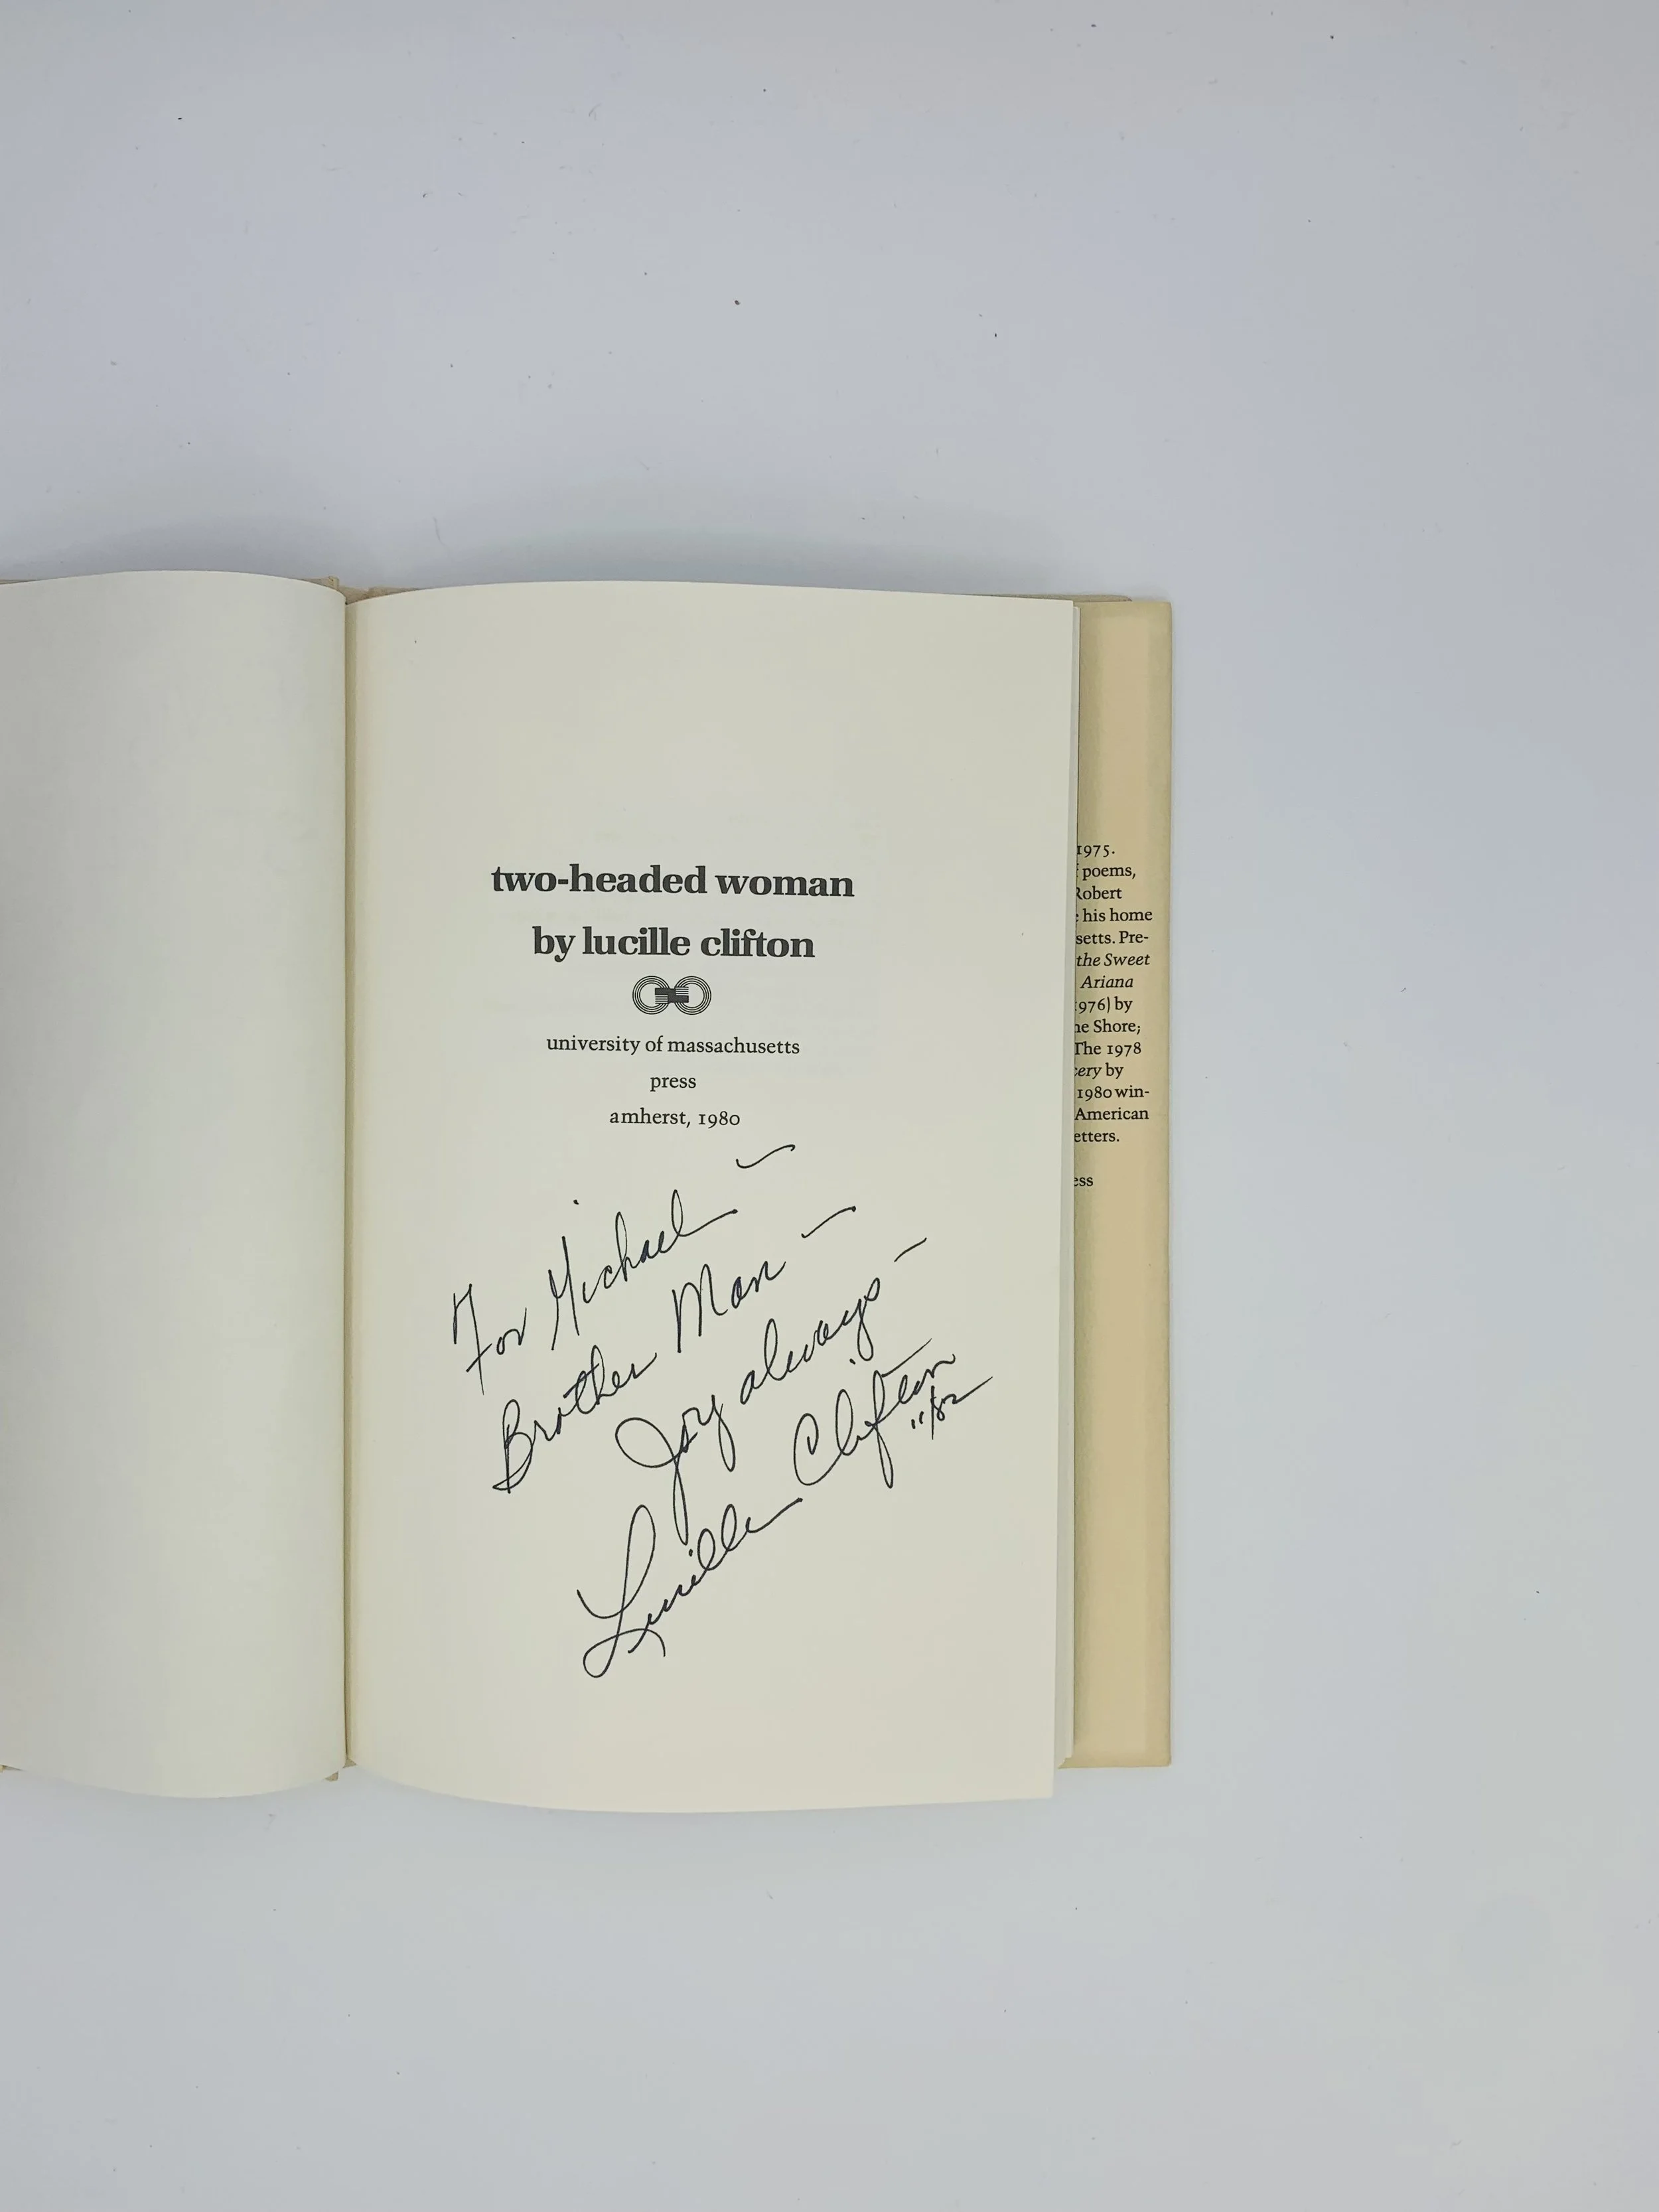 two-headed woman
by lucille clifton
university of massachusetts
press
amherst, 1980
For Michael –
Brother Man –
Joy always –
Lucille Clifton
11/82
1975.
poems,
Robert
his home
setts. Pre-
the Sweet
Ariana
1976) by
he Shore;
The 1978
ery by
1980 win-
American
etters.
ess